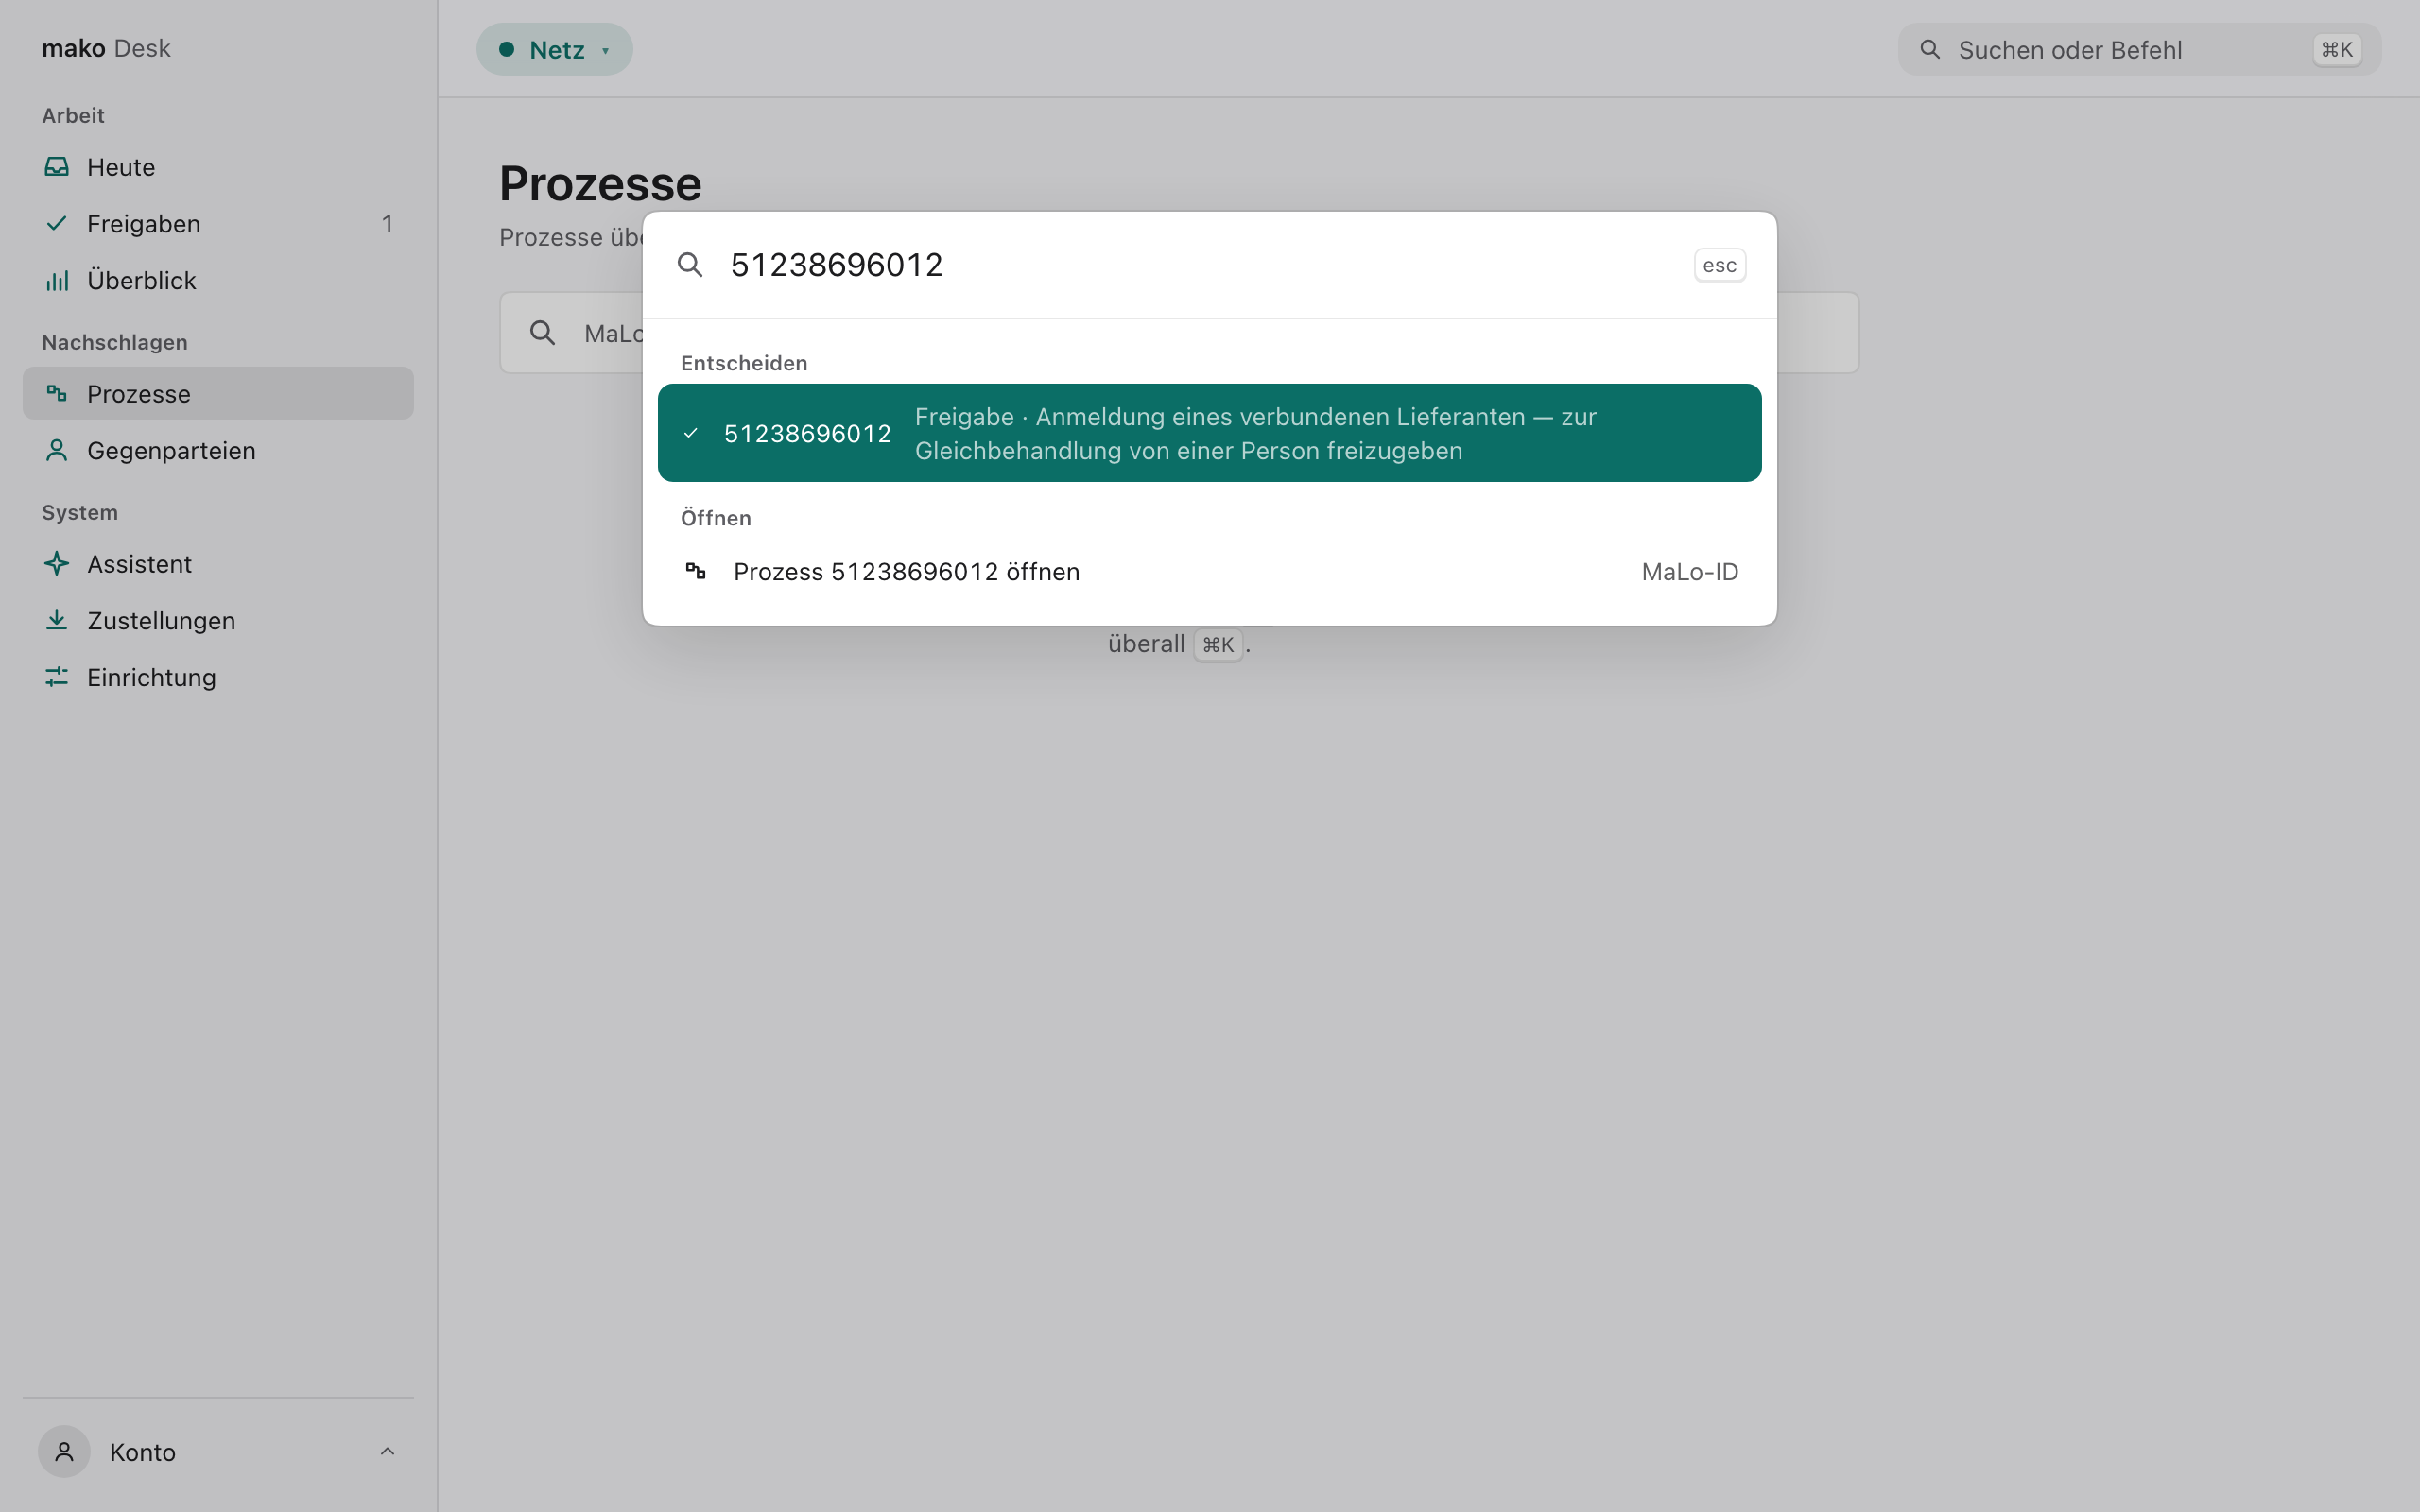 mako Desk
Arbeit
Heute
Freigaben 1
Überblick
Nachschlagen
Prozesse
Gegenparteien
System
Assistent
Zustellungen
Einrichtung
Konto
Netz
Suchen oder Befehl ⌘K
Prozesse
Prozesse
MaLo
51238696012 esc
Entscheiden
51238696012
Freigabe · Anmeldung eines verbundenen Lieferanten — zur
Gleichbehandlung von einer Person freizugeben
Öffnen
Prozess 51238696012 öffnen MaLo-ID
überall ⌘K.